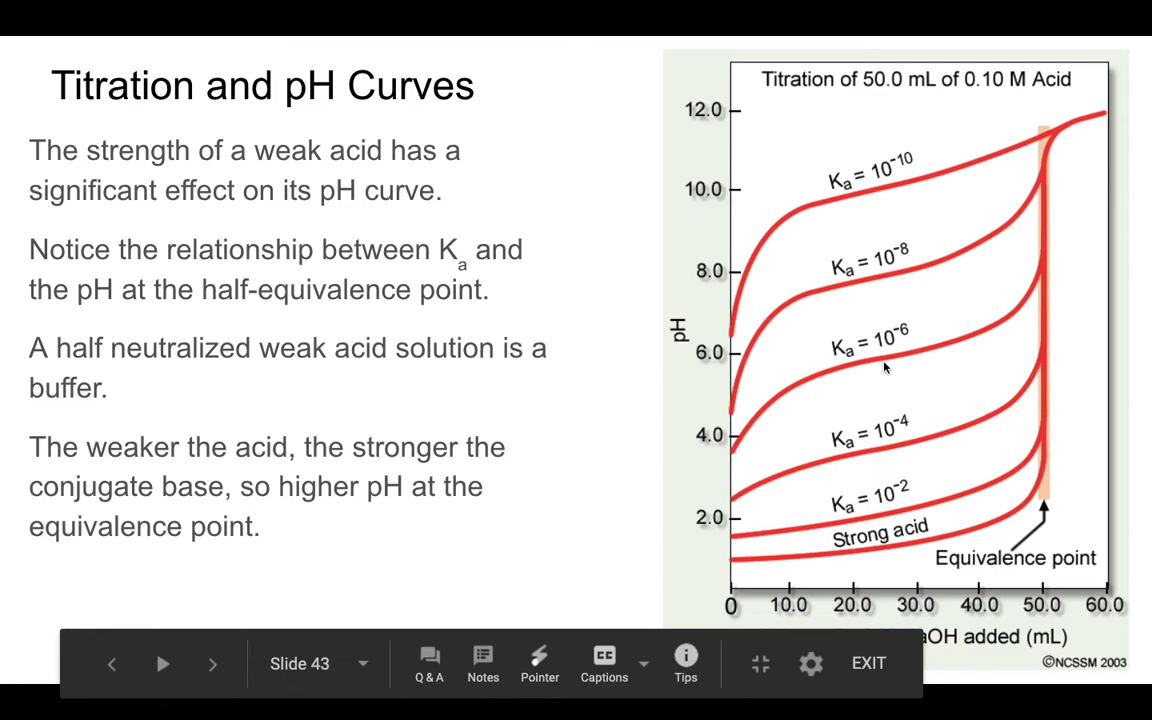 Titration and pH Curves
The strength of a weak acid has a
significant effect on its pH curve.
Notice the relationship between Ka and
the pH at the half-equivalence point.
A half neutralized weak acid solution is a
buffer.
The weaker the acid, the stronger the
conjugate base, so higher pH at the
equivalence point.
Titration of 50.0 mL of 0.10 M Acid
12.0
10.0
8.0
6.0
4.0
2.0
pH
Ka = 10⁻¹⁰
Ka = 10⁻⁸
Ka = 10⁻⁶
Ka = 10⁻⁴
Ka = 10⁻²
Strong acid
Equivalence point
0 10.0 20.0 30.0 40.0 50.0 60.0
aOH added (mL)
©NCSSM 2003
Slide 43
Q & A
Notes
Pointer
CC
Captions
Tips
EXIT